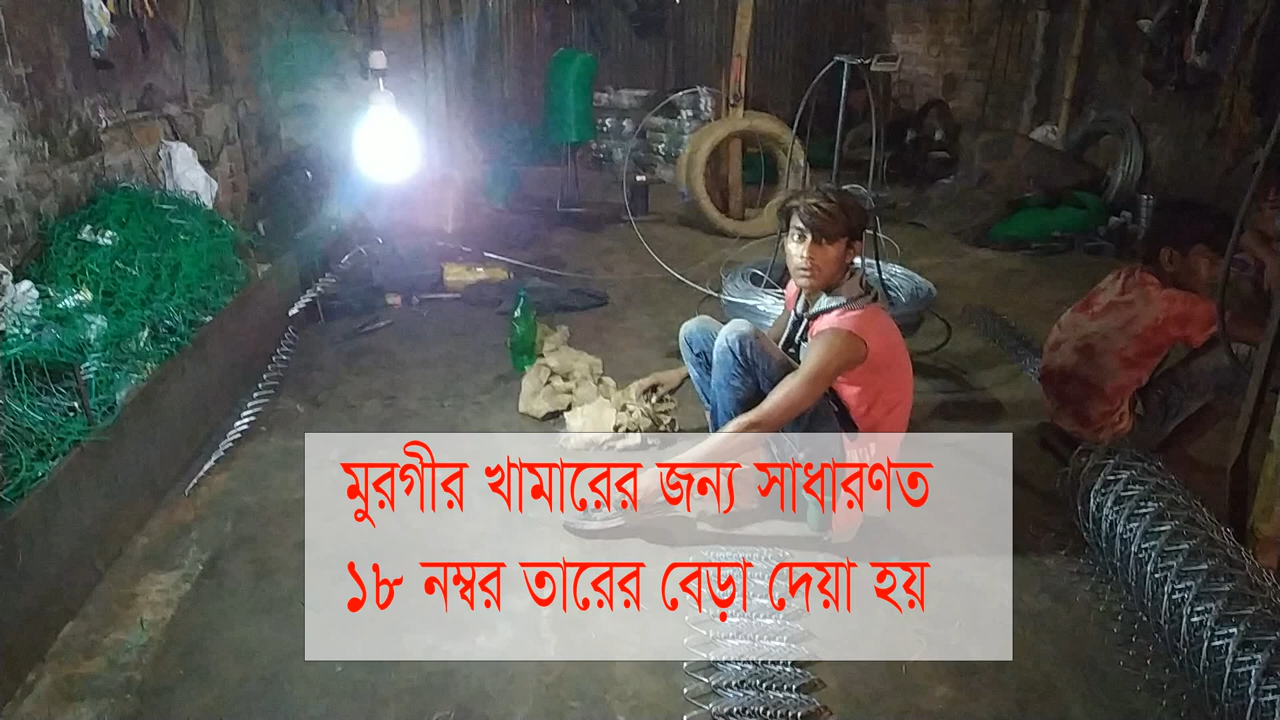 মুরগীর খামারের জন্য সাধারণত
১৮ নম্বর তারের বেড়া দেয়া হয়